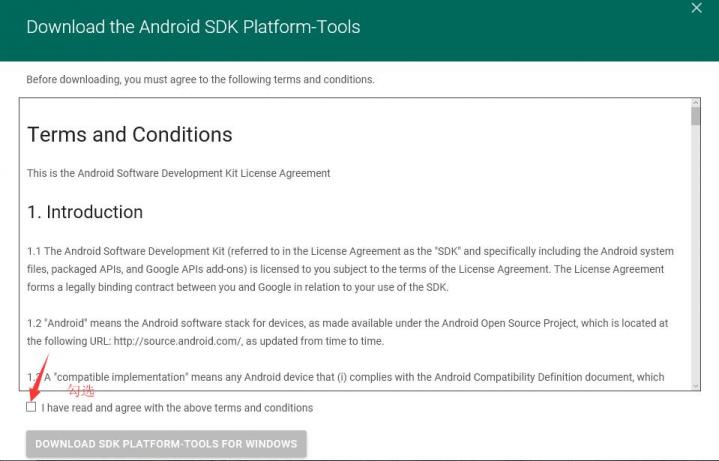 Download the Android SDK Platform-Tools
Before downloading, you must agree to the following terms and conditions.
Terms and Conditions
This is the Android Software Development Kit License Agreement
1. Introduction
1.1 The Android Software Development Kit (referred to in the License Agreement as the "SDK" and specifically including the Android system
files, packaged APIs, and Google APIs add-ons) is licensed to you subject to the terms of the License Agreement. The License Agreement
forms a legally binding contract between you and Google in relation to your use of the SDK.
1.2 "Android" means the Android software stack for devices, as made available under the Android Open Source Project, which is located at
the following URL: http://source.android.com/, as updated from time to time.
1.3 A "compatible implementation" means any Android device that (i) complies with the Android Compatibility Definition document, which
勾选
I have read and agree with the above terms and conditions
DOWNLOAD SDK PLATFORM-TOOLS FOR WINDOWS